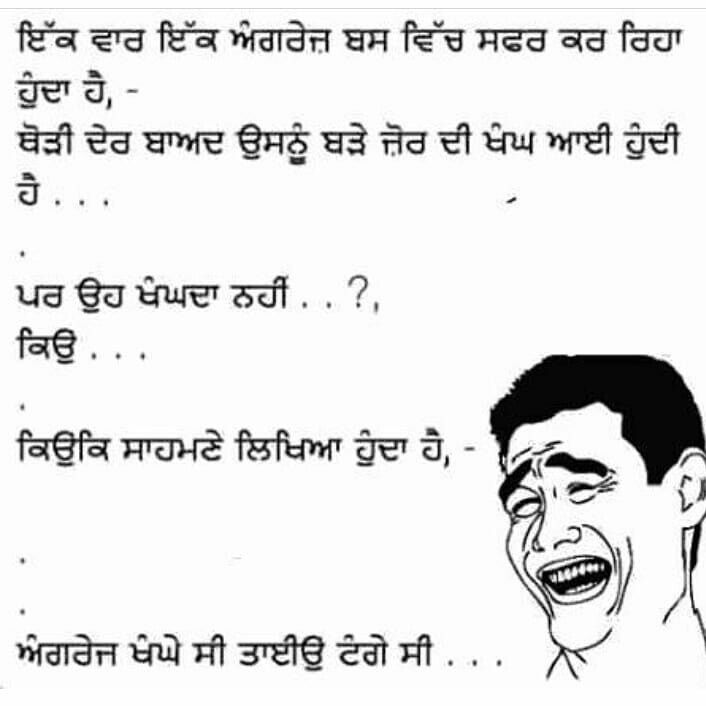 ਇੱਕ ਵਾਰ ਇੱਕ ਅੰਗਰੇਜ਼ ਬਸ ਵਿੱਚ ਸਫਰ ਕਰ ਰਿਹਾ
ਹੁੰਦਾ ਹੈ, -
ਥੋੜੀ ਦੇਰ ਬਾਅਦ ਉਸਨੂੰ ਬੜੇ ਜ਼ੋਰ ਦੀ ਖੰਘ ਆਈ ਹੁੰਦੀ
ਹੈ . . .
.
ਪਰ ਉਹ ਖੰਘਦਾ ਨਹੀਂ . . ?,
ਕਿਉ . . .
.
ਕਿਉਕਿ ਸਾਹਮਣੇ ਲਿਖਿਆ ਹੁੰਦਾ ਹੈ, -
.
.
ਅੰਗਰੇਜ ਖੰਘੇ ਸੀ ਤਾਈਉ ਟੰਗੇ ਸੀ . . .